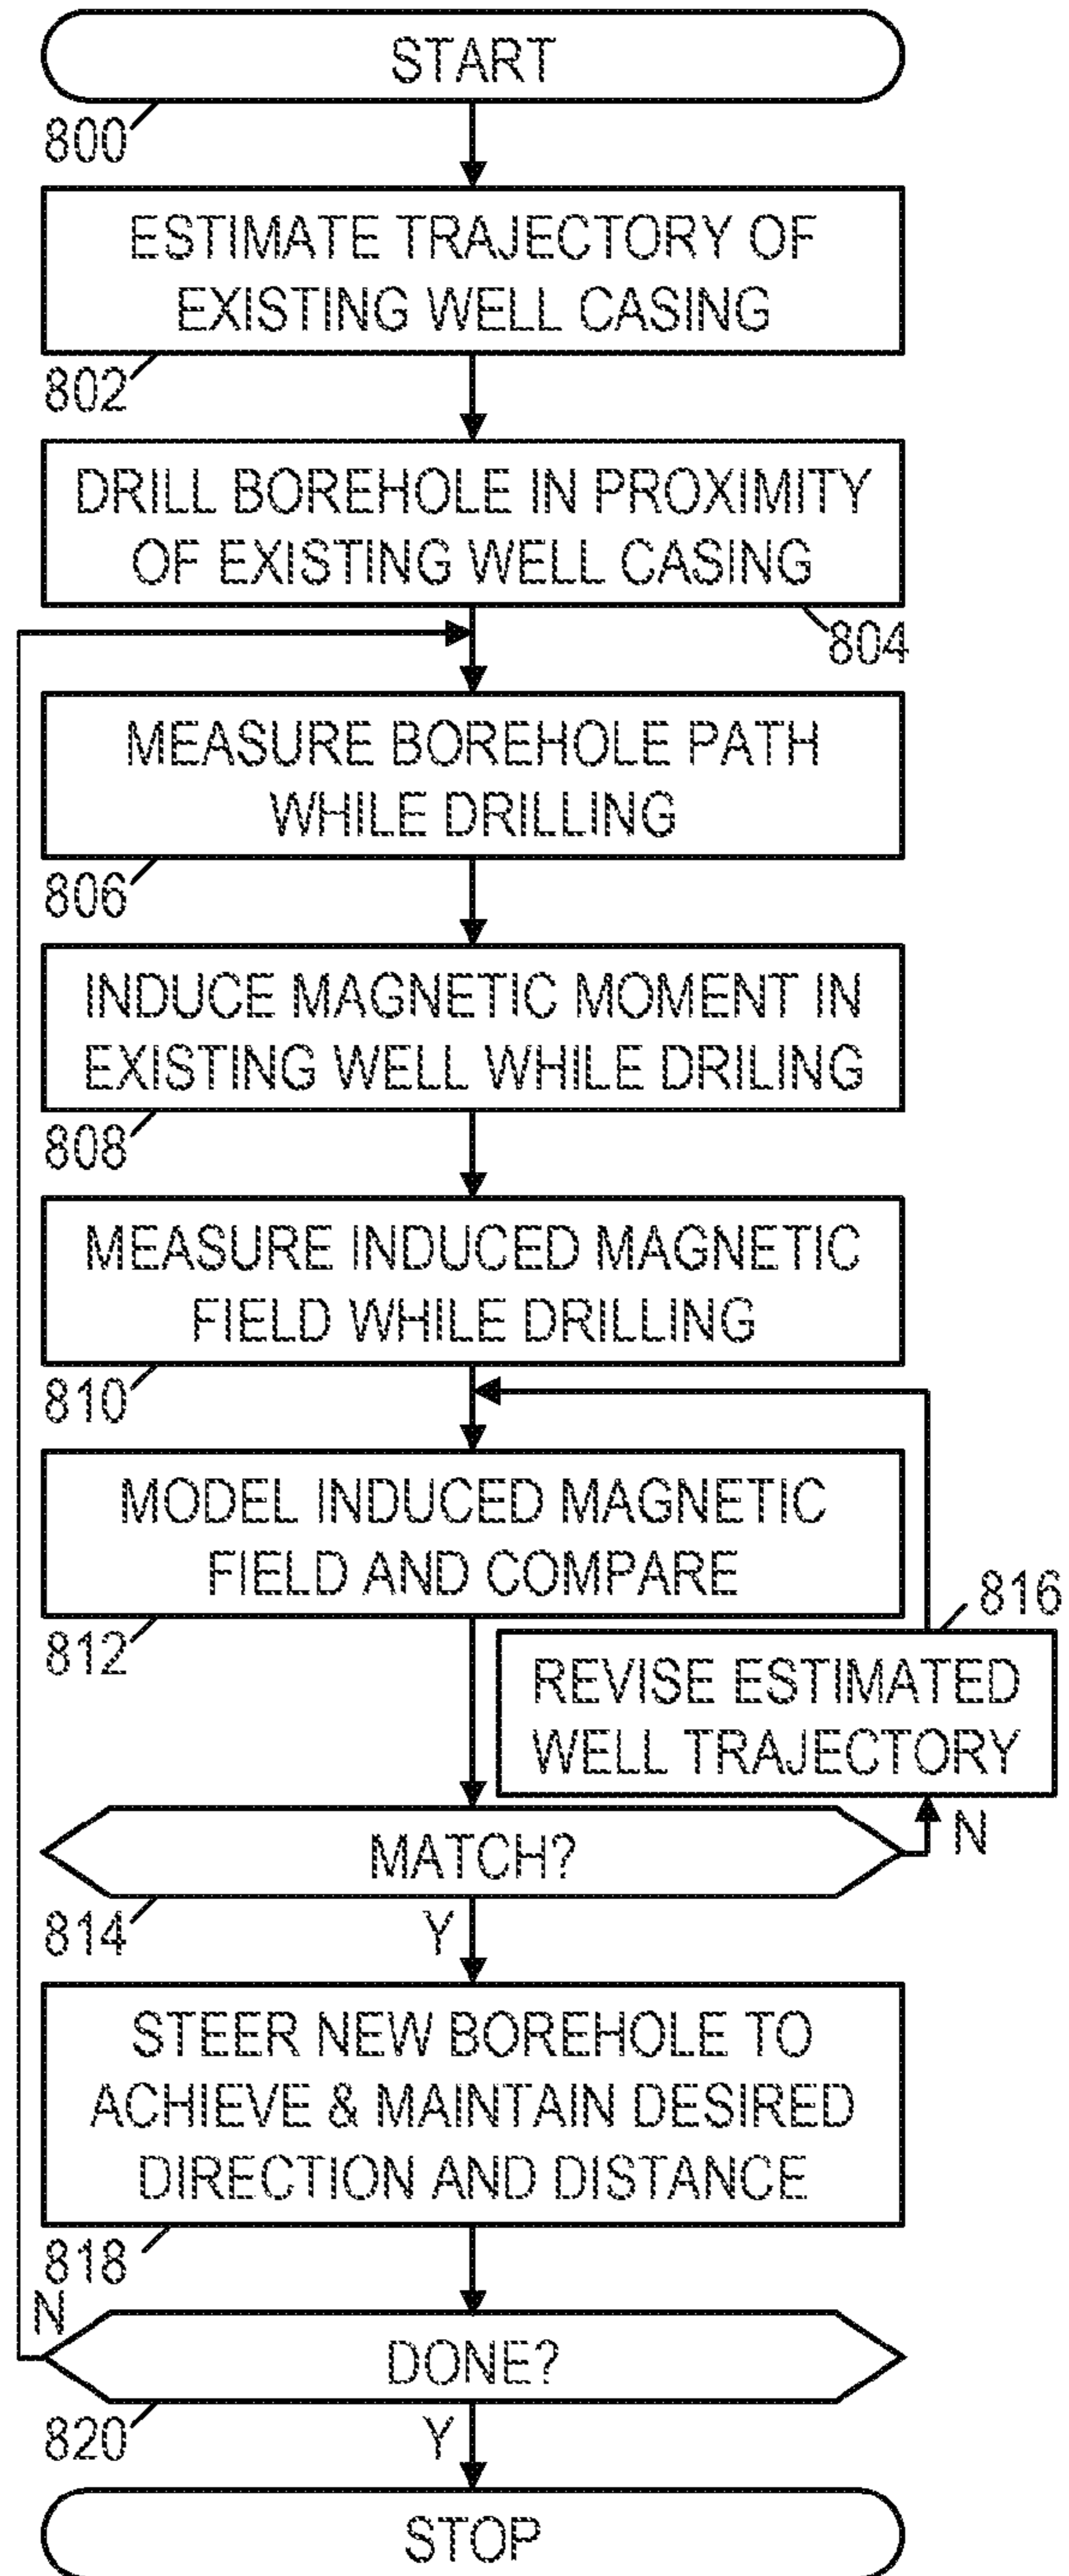 START
800
ESTIMATE TRAJECTORY OF
EXISTING WELL CASING
802
DRILL BOREHOLE IN PROXIMITY
OF EXISTING WELL CASING
804
MEASURE BOREHOLE PATH
WHILE DRILLING
806
INDUCE MAGNETIC MOMENT IN
EXISTING WELL WHILE DRILING
808
MEASURE INDUCED MAGNETIC
FIELD WHILE DRILLING
810
MODEL INDUCED MAGNETIC
FIELD AND COMPARE
812
816
REVISE ESTIMATED
WELL TRAJECTORY
N
MATCH?
814
Y
STEER NEW BOREHOLE TO
ACHIEVE & MAINTAIN DESIRED
DIRECTION AND DISTANCE
818
N
DONE?
820
Y
STOP